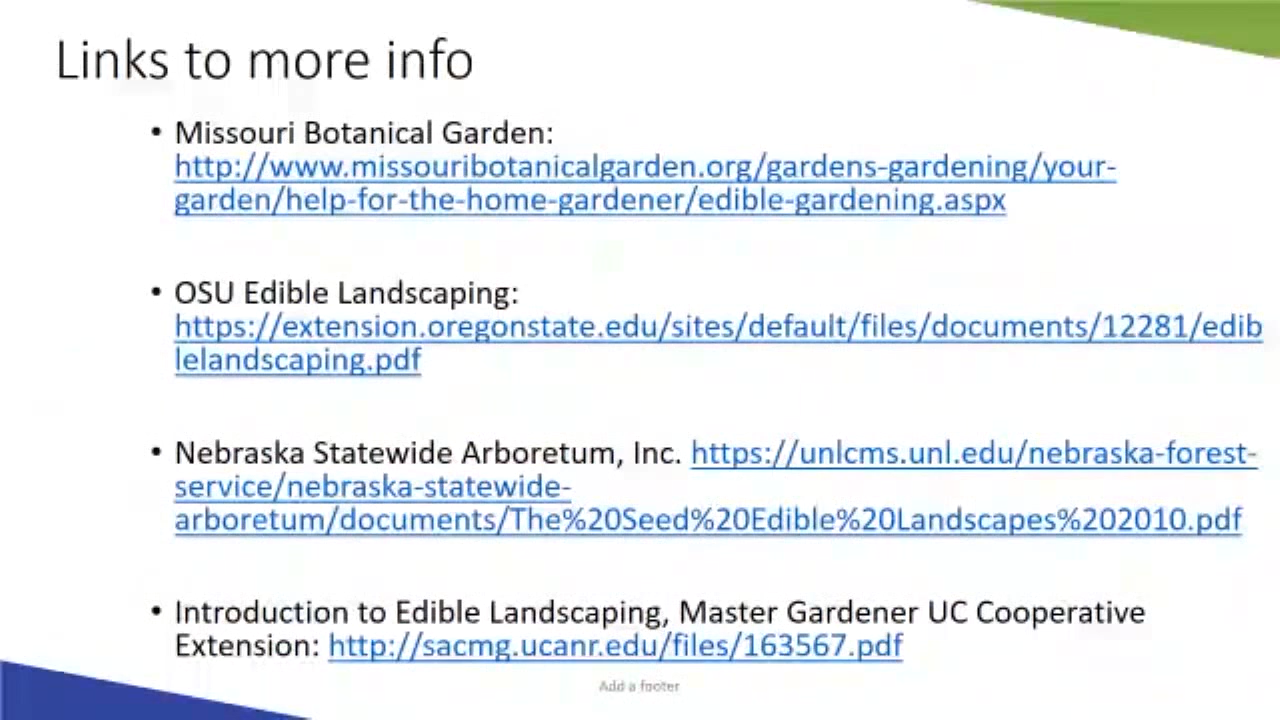 Links to more info
• Missouri Botanical Garden:
http://www.missouribotanicalgarden.org/gardens-gardening/your-
garden/help-for-the-home-gardener/edible-gardening.aspx
• OSU Edible Landscaping:
https://extension.oregonstate.edu/sites/default/files/documents/12281/edib
lelandscaping.pdf
• Nebraska Statewide Arboretum, Inc. https://unlcms.unl.edu/nebraska-forest-
service/nebraska-statewide-
arboretum/documents/The%20Seed%20Edible%20Landscapes%202010.pdf
• Introduction to Edible Landscaping, Master Gardener UC Cooperative
Extension: http://sacmg.ucanr.edu/files/163567.pdf
Add a footer